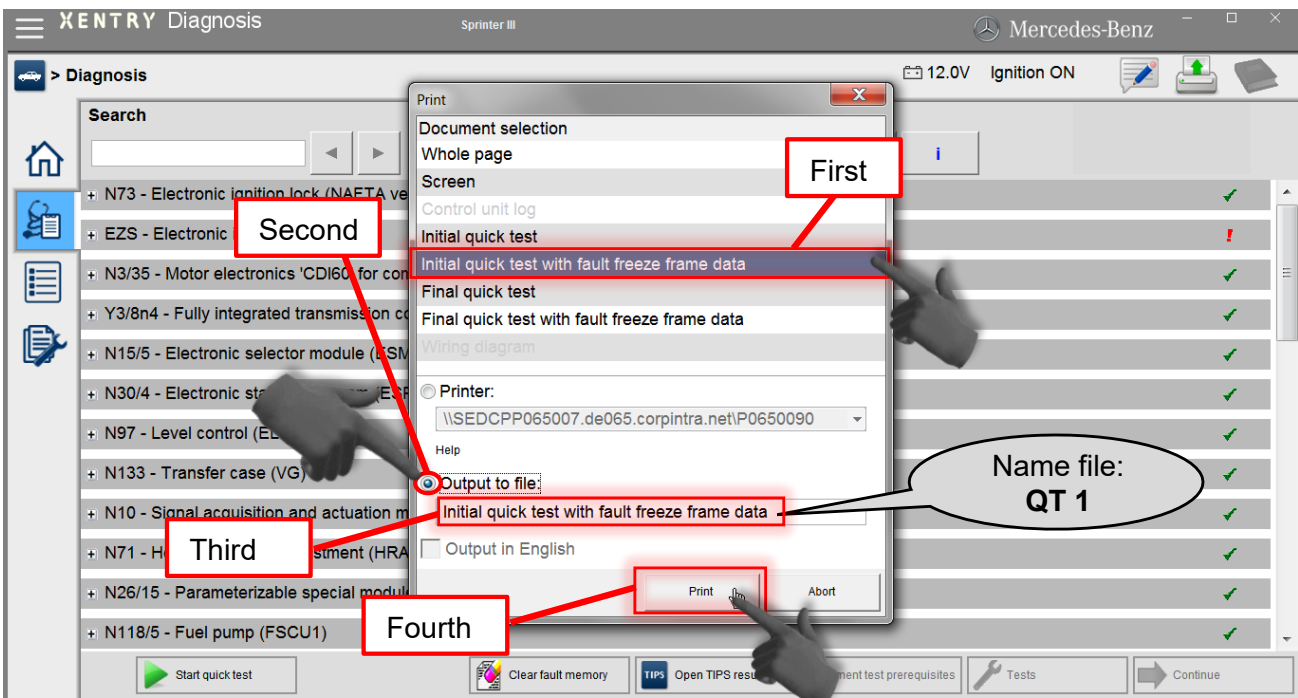 XENTRY Diagnosis
Sprinter III
Mercedes-Benz
> Diagnosis
12.0V Ignition ON
Search
i
+ N73 - Electronic ignition lock (NAFTA ve
+ EZS - Electronic
+ N3/35 - Motor electronics 'CDI60' for com
+ Y3/8n4 - Fully integrated transmission co
+ N15/5 - Electronic selector module (ESM
+ N30/4 - Electronic sta (ESP
+ N97 - Level control
+ N133 - Transfer case (VG)
+ N10 - Signal acquisition and actuation m
+ N71 - H stment (HRA
+ N26/15 - Parameterizable special module
+ N118/5 - Fuel pump (FSCU1)
Print
Document selection
Whole page
Screen
Control unit log
Initial quick test
Initial quick test with fault freeze frame data
Final quick test
Final quick test with fault freeze frame data
Wiring diagram
Printer:
\\SEDCPP065007.de065.corpintra.net\P0650090
Help
Output to file:
Initial quick test with fault freeze frame data
Output in English
Print Abort
First
Second
Third
Fourth
Name file:
QT 1
Start quick test
Clear fault memory
TIPS Open TIPS resu
ment test prerequisites
Tests
Continue